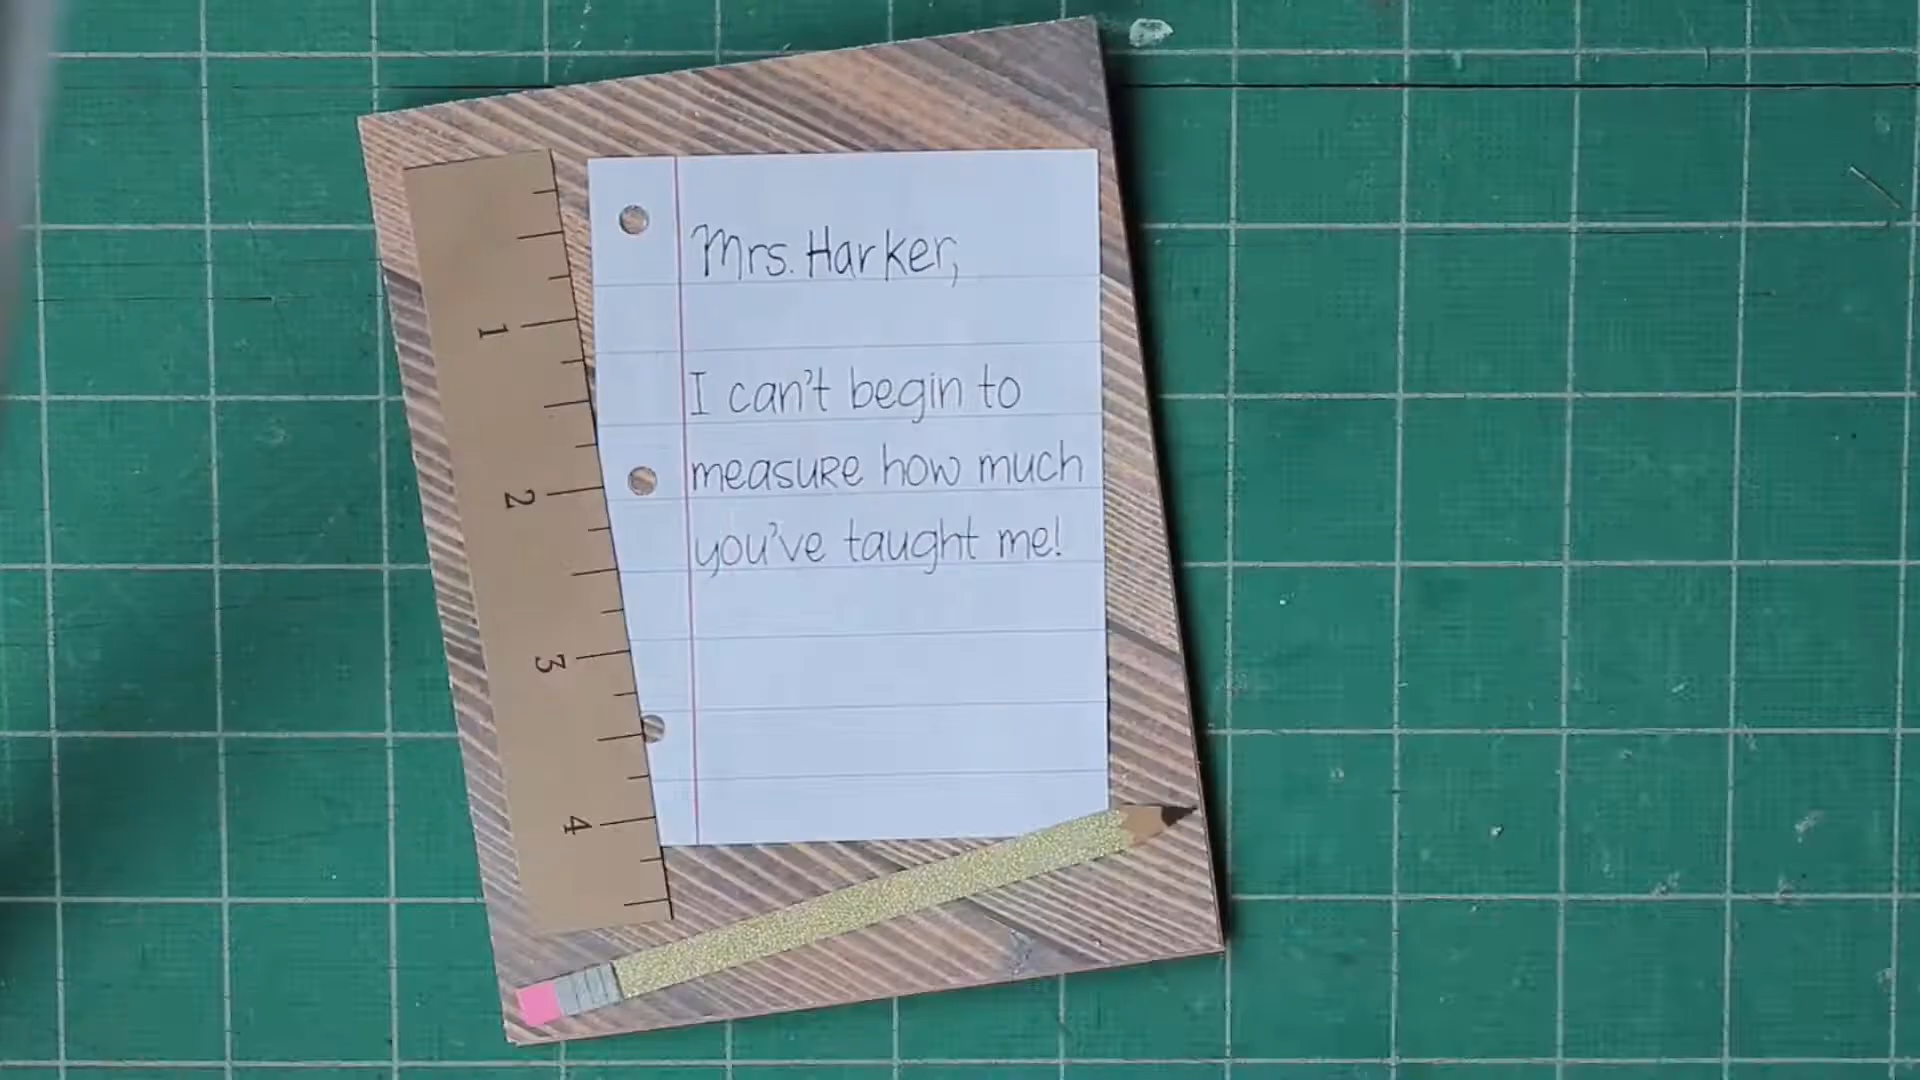 Mrs. Harker,
I can't begin to
measure how much
you've taught me!
1
2
3
4